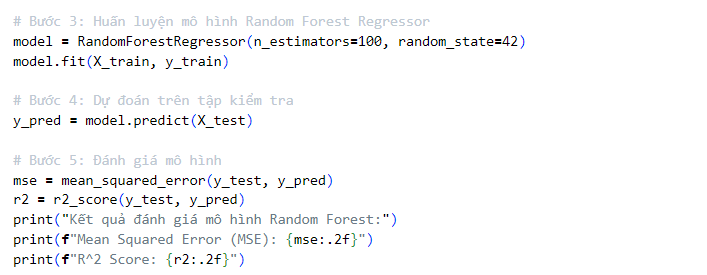 # Bước 3: Huấn luyện mô hình Random Forest Regressor
model = RandomForestRegressor(n_estimators=100, random_state=42)
model.fit(X_train, y_train)
# Bước 4: Dự đoán trên tập kiểm tra
y_pred = model.predict(X_test)
# Bước 5: Đánh giá mô hình
mse = mean_squared_error(y_test, y_pred)
r2 = r2_score(y_test, y_pred)
print("Kết quả đánh giá mô hình Random Forest:")
print(f"Mean Squared Error (MSE): {mse:.2f}")
print(f"R^2 Score: {r2:.2f}")